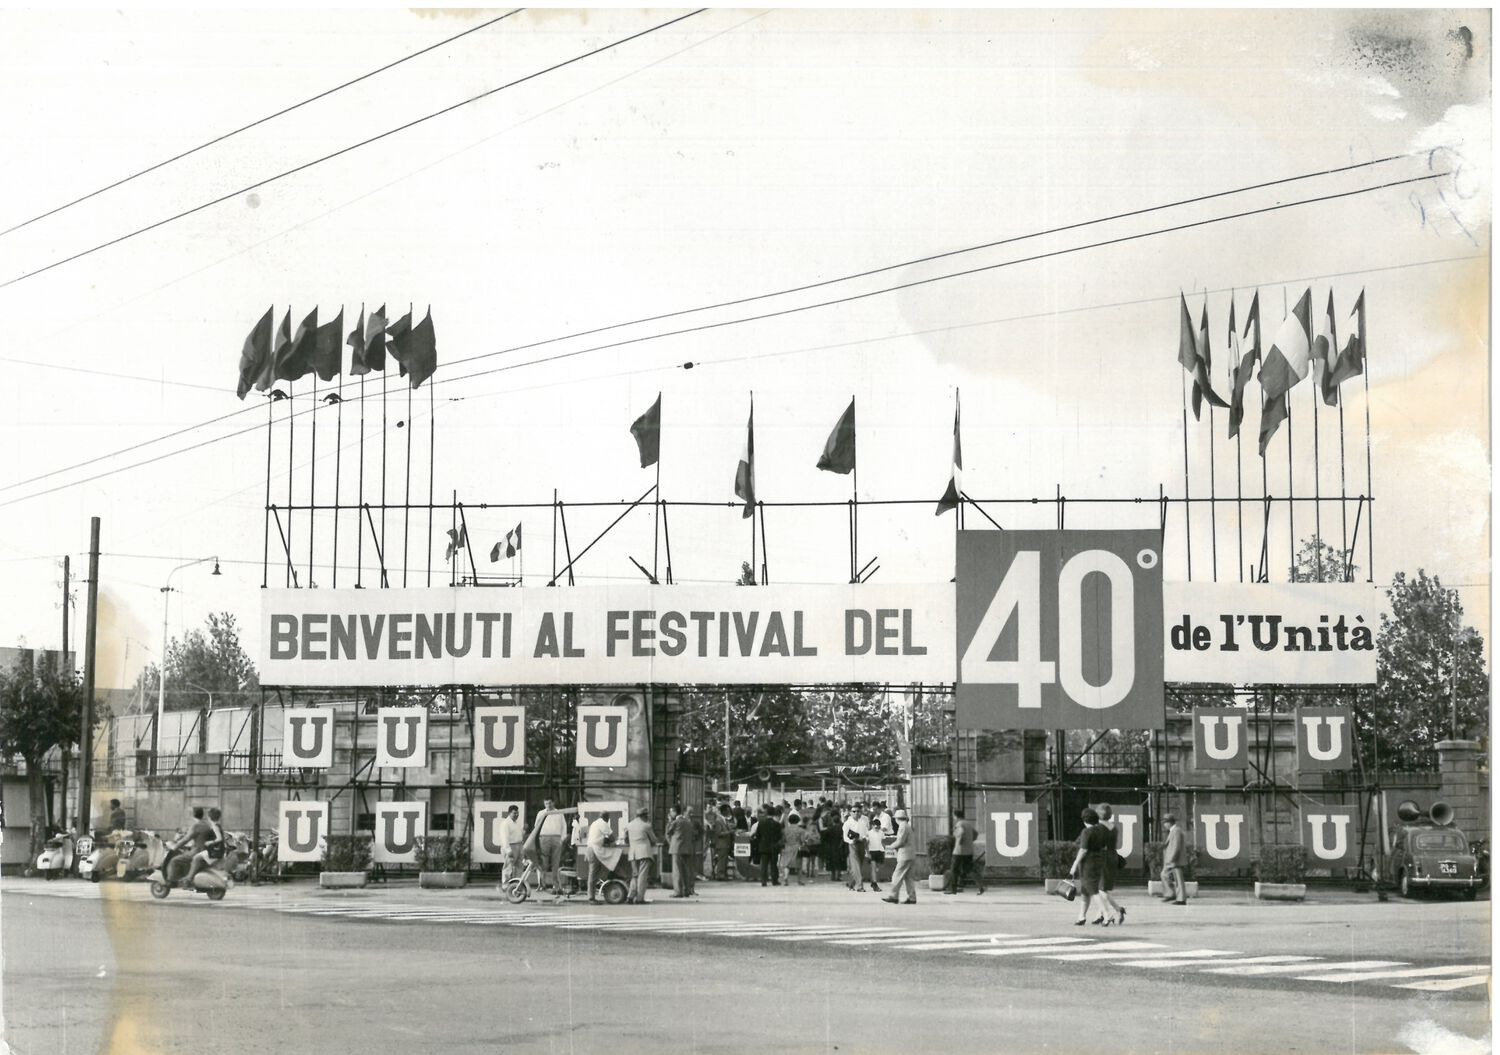 BENVENUTI AL FESTIVAL DEL 40° de l'Unità
U U U U U U
U U U U U U U U